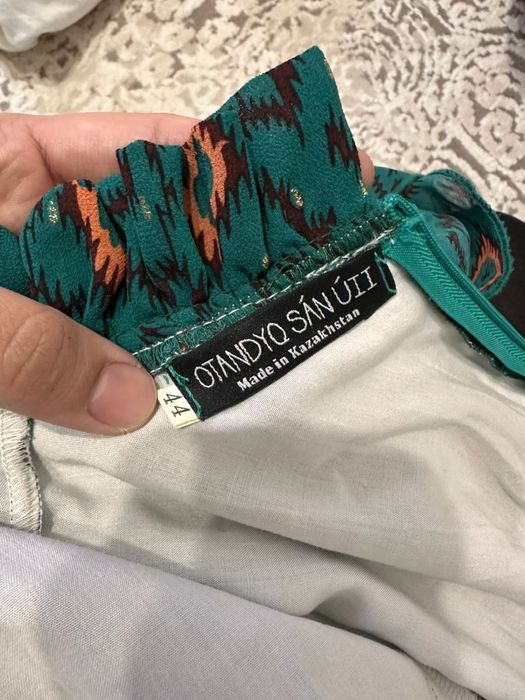 OTANDYQ SÁN ÚII
Made in Kazakhstan
44